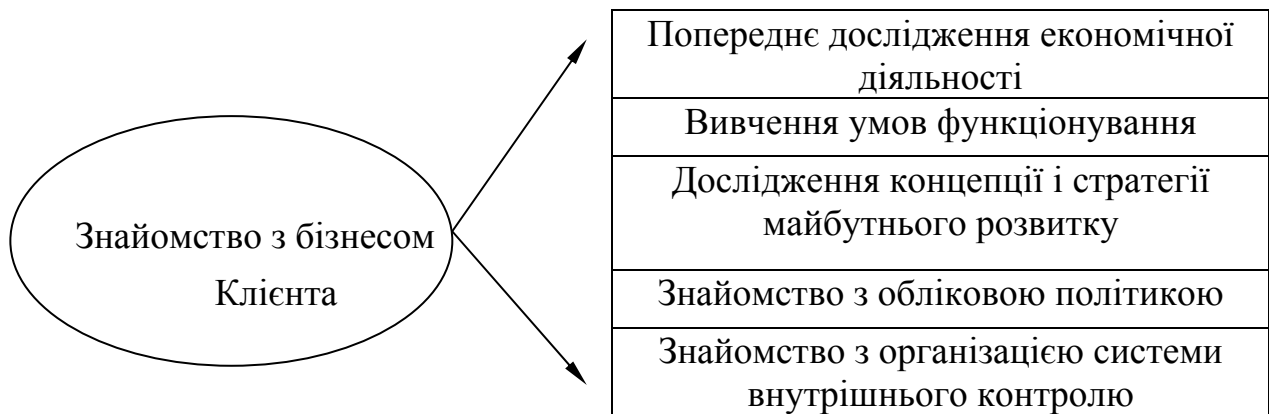 Знайомство з бізнесом
Клієнта
Попереднє дослідження економічної
діяльності
Вивчення умов функціонування
Дослідження концепції і стратегії
майбутнього розвитку
Знайомство з обліковою політикою
Знайомство з організацією системи
внутрішнього контролю